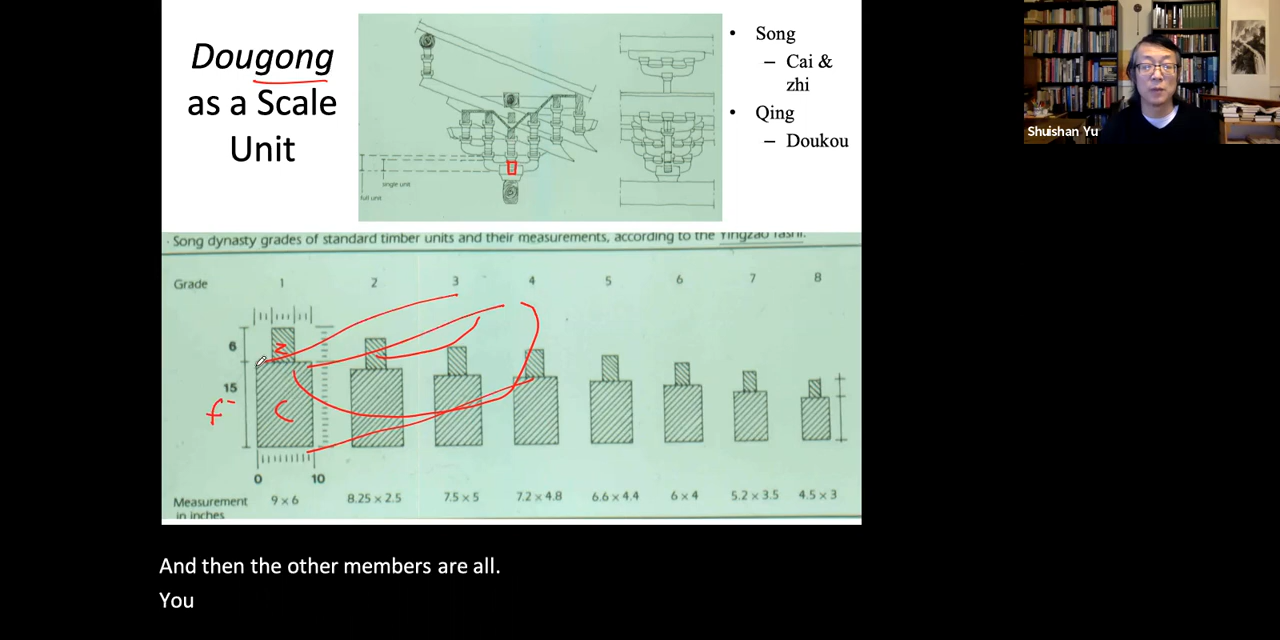 Dougong
as a Scale
Unit
single unit
full unit
• Song
– Cai &
zhi
• Qing
– Doukou
Shuishan Yu
· Song dynasty grades of standard timber units and their measurements, according to the Yingzao fashi.
Grade 1 2 3 4 5 6 7 8
6
Z
15
f C
0 10
Measurement 9 x 6 8.25 x 2.5 7.5 x 5 7.2 x 4.8 6.6 x 4.4 6 x 4 5.2 x 3.5 4.5 x 3
in inches
And then the other members are all.
You